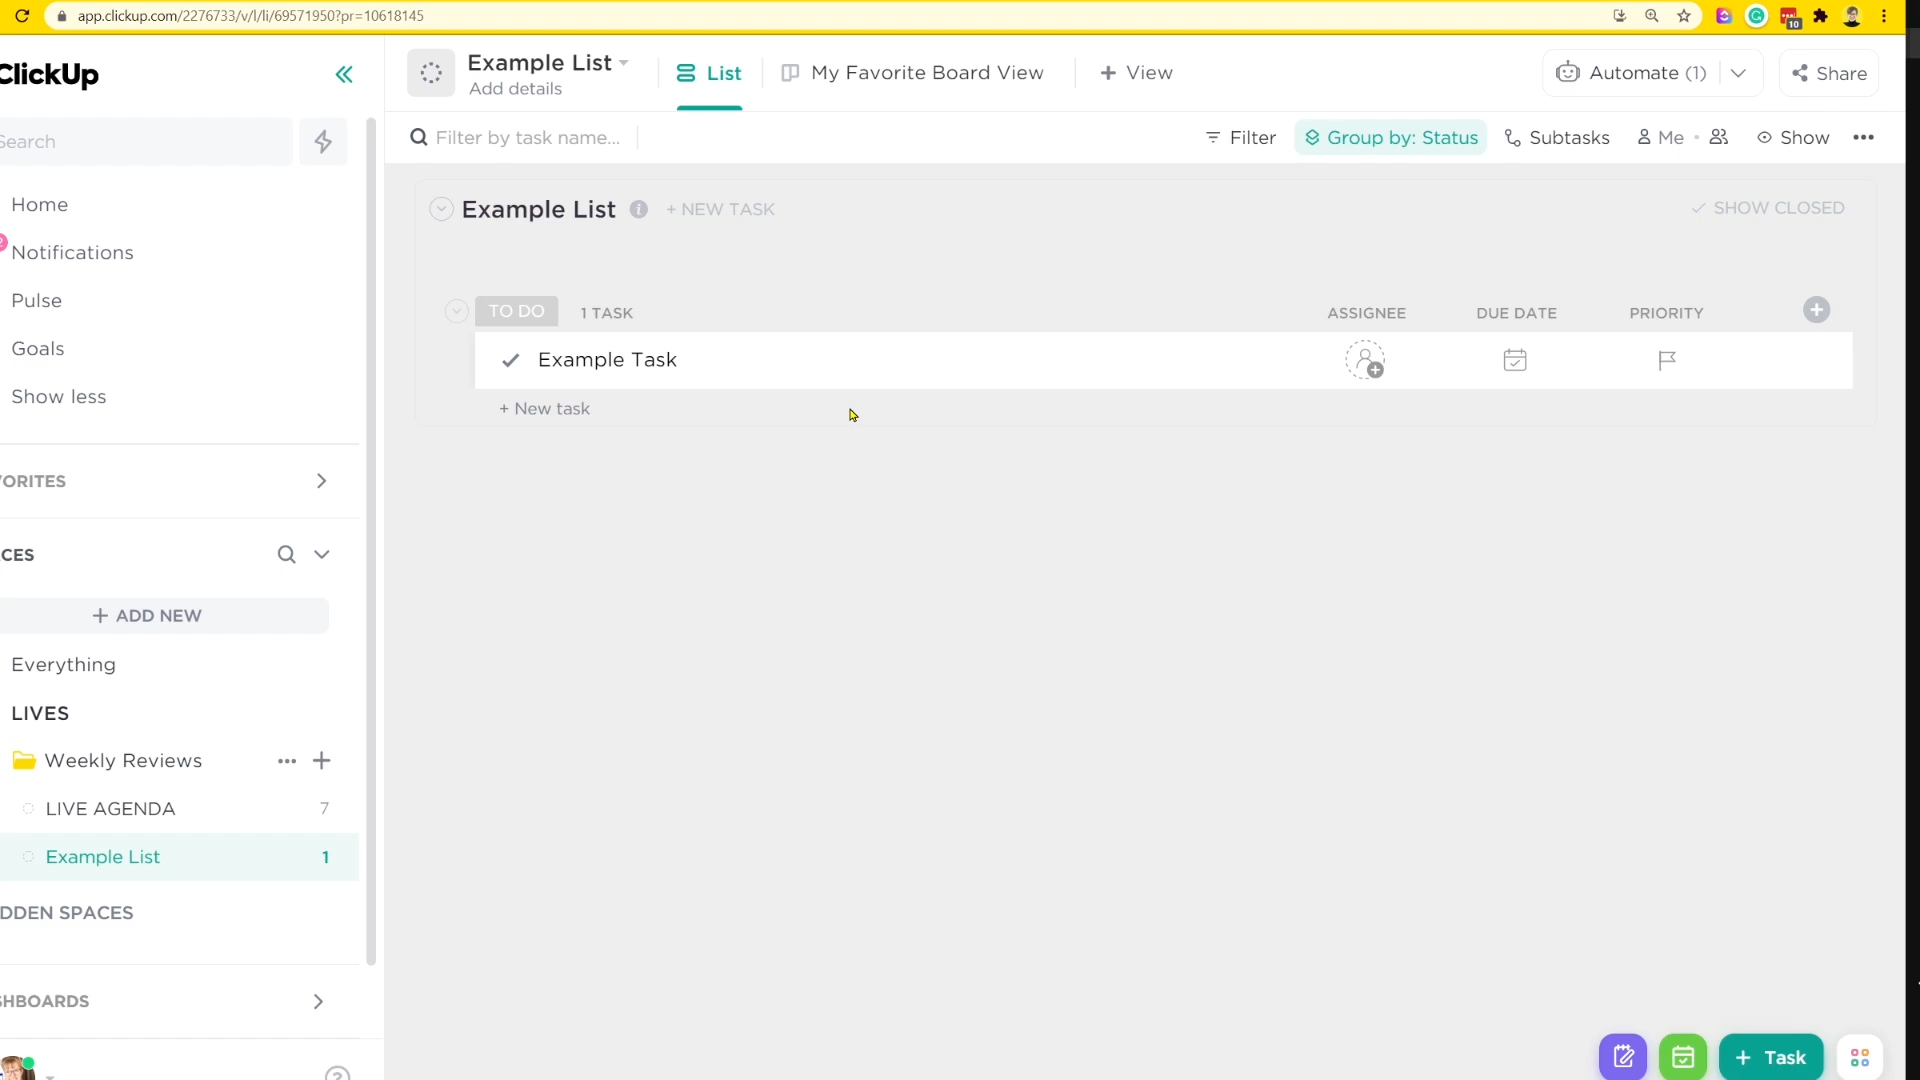 app.clickup.com/2276733/v/l/li/69571950?pr=10618145
10
ClickUp
Example List
Add details
List
My Favorite Board View
+ View
Automate (1)
Share
Search
Filter by task name...
Filter
Group by: Status
Subtasks
Me
Show
Home
Notifications
Pulse
Goals
Show less
Example List
+ NEW TASK
SHOW CLOSED
TO DO
1 TASK
ASSIGNEE
DUE DATE
PRIORITY
Example Task
+ New task
ORITES
CES
+ ADD NEW
Everything
LIVES
Weekly Reviews
LIVE AGENDA 7
Example List 1
DDEN SPACES
HBOARDS
+ Task